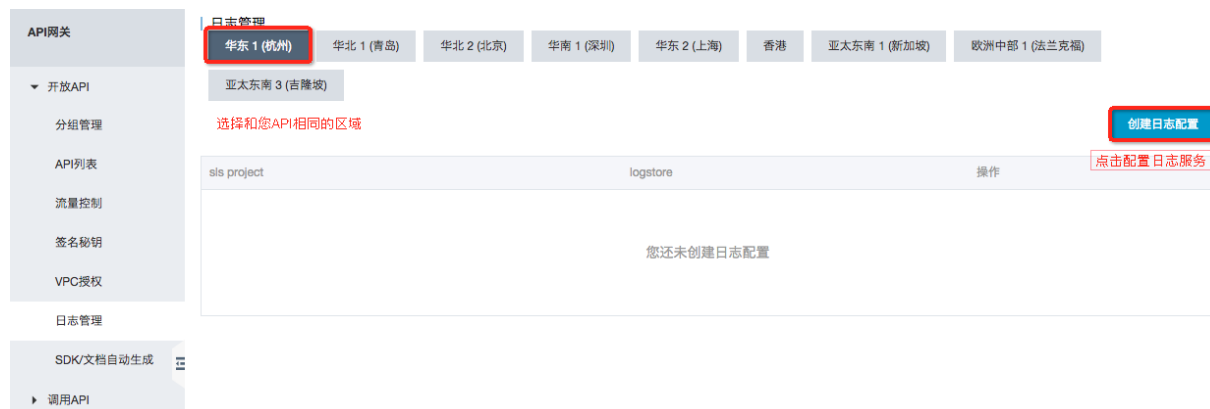 API网关
开放API
分组管理
API列表
流量控制
签名秘钥
VPC授权
日志管理
SDK/文档自动生成
调用API
日志管理
华东 1 (杭州) 华北 1 (青岛) 华北 2 (北京) 华南 1 (深圳) 华东 2 (上海) 香港 亚太东南 1 (新加坡) 欧洲中部 1 (法兰克福)
亚太东南 3 (吉隆坡)
选择和您API相同的区域
创建日志配置
点击配置日志服务
sls project logstore 操作
您还未创建日志配置